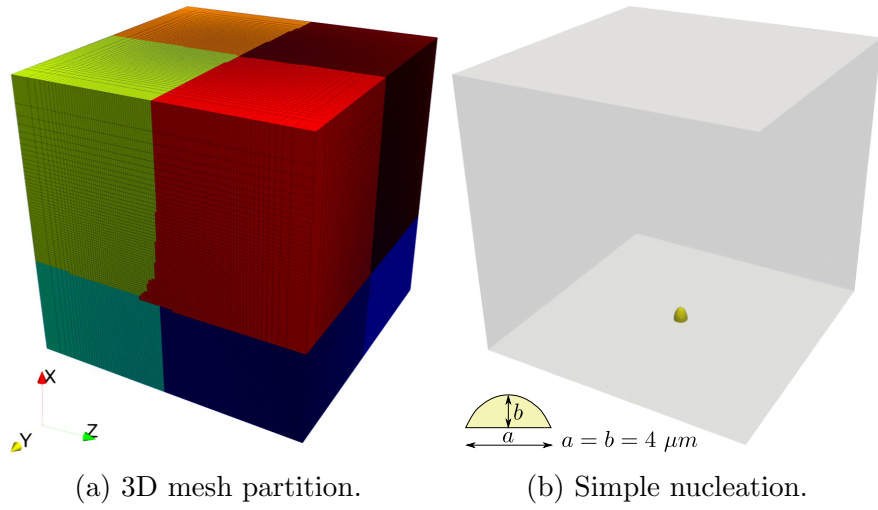 X
Y
Z
b
a
a = b = 4 μm
(a) 3D mesh partition.
(b) Simple nucleation.